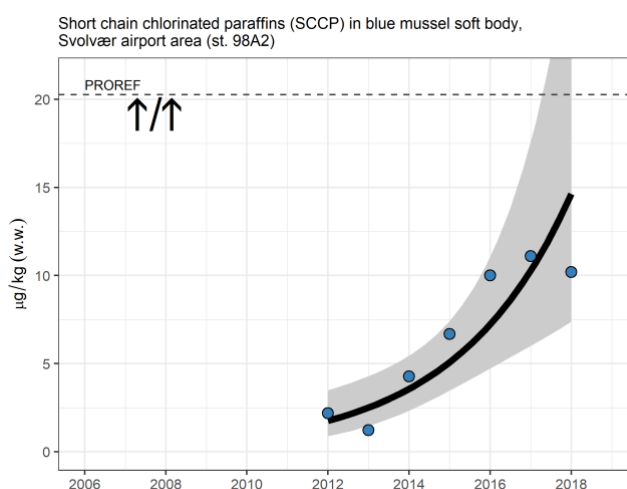 Short chain chlorinated paraffins (SCCP) in blue mussel soft body,
Svolvær airport area (st. 98A2)
PROREF
↑/↑
20
15
10
5
0
µg/kg (w.w.)
2006 2008 2010 2012 2014 2016 2018